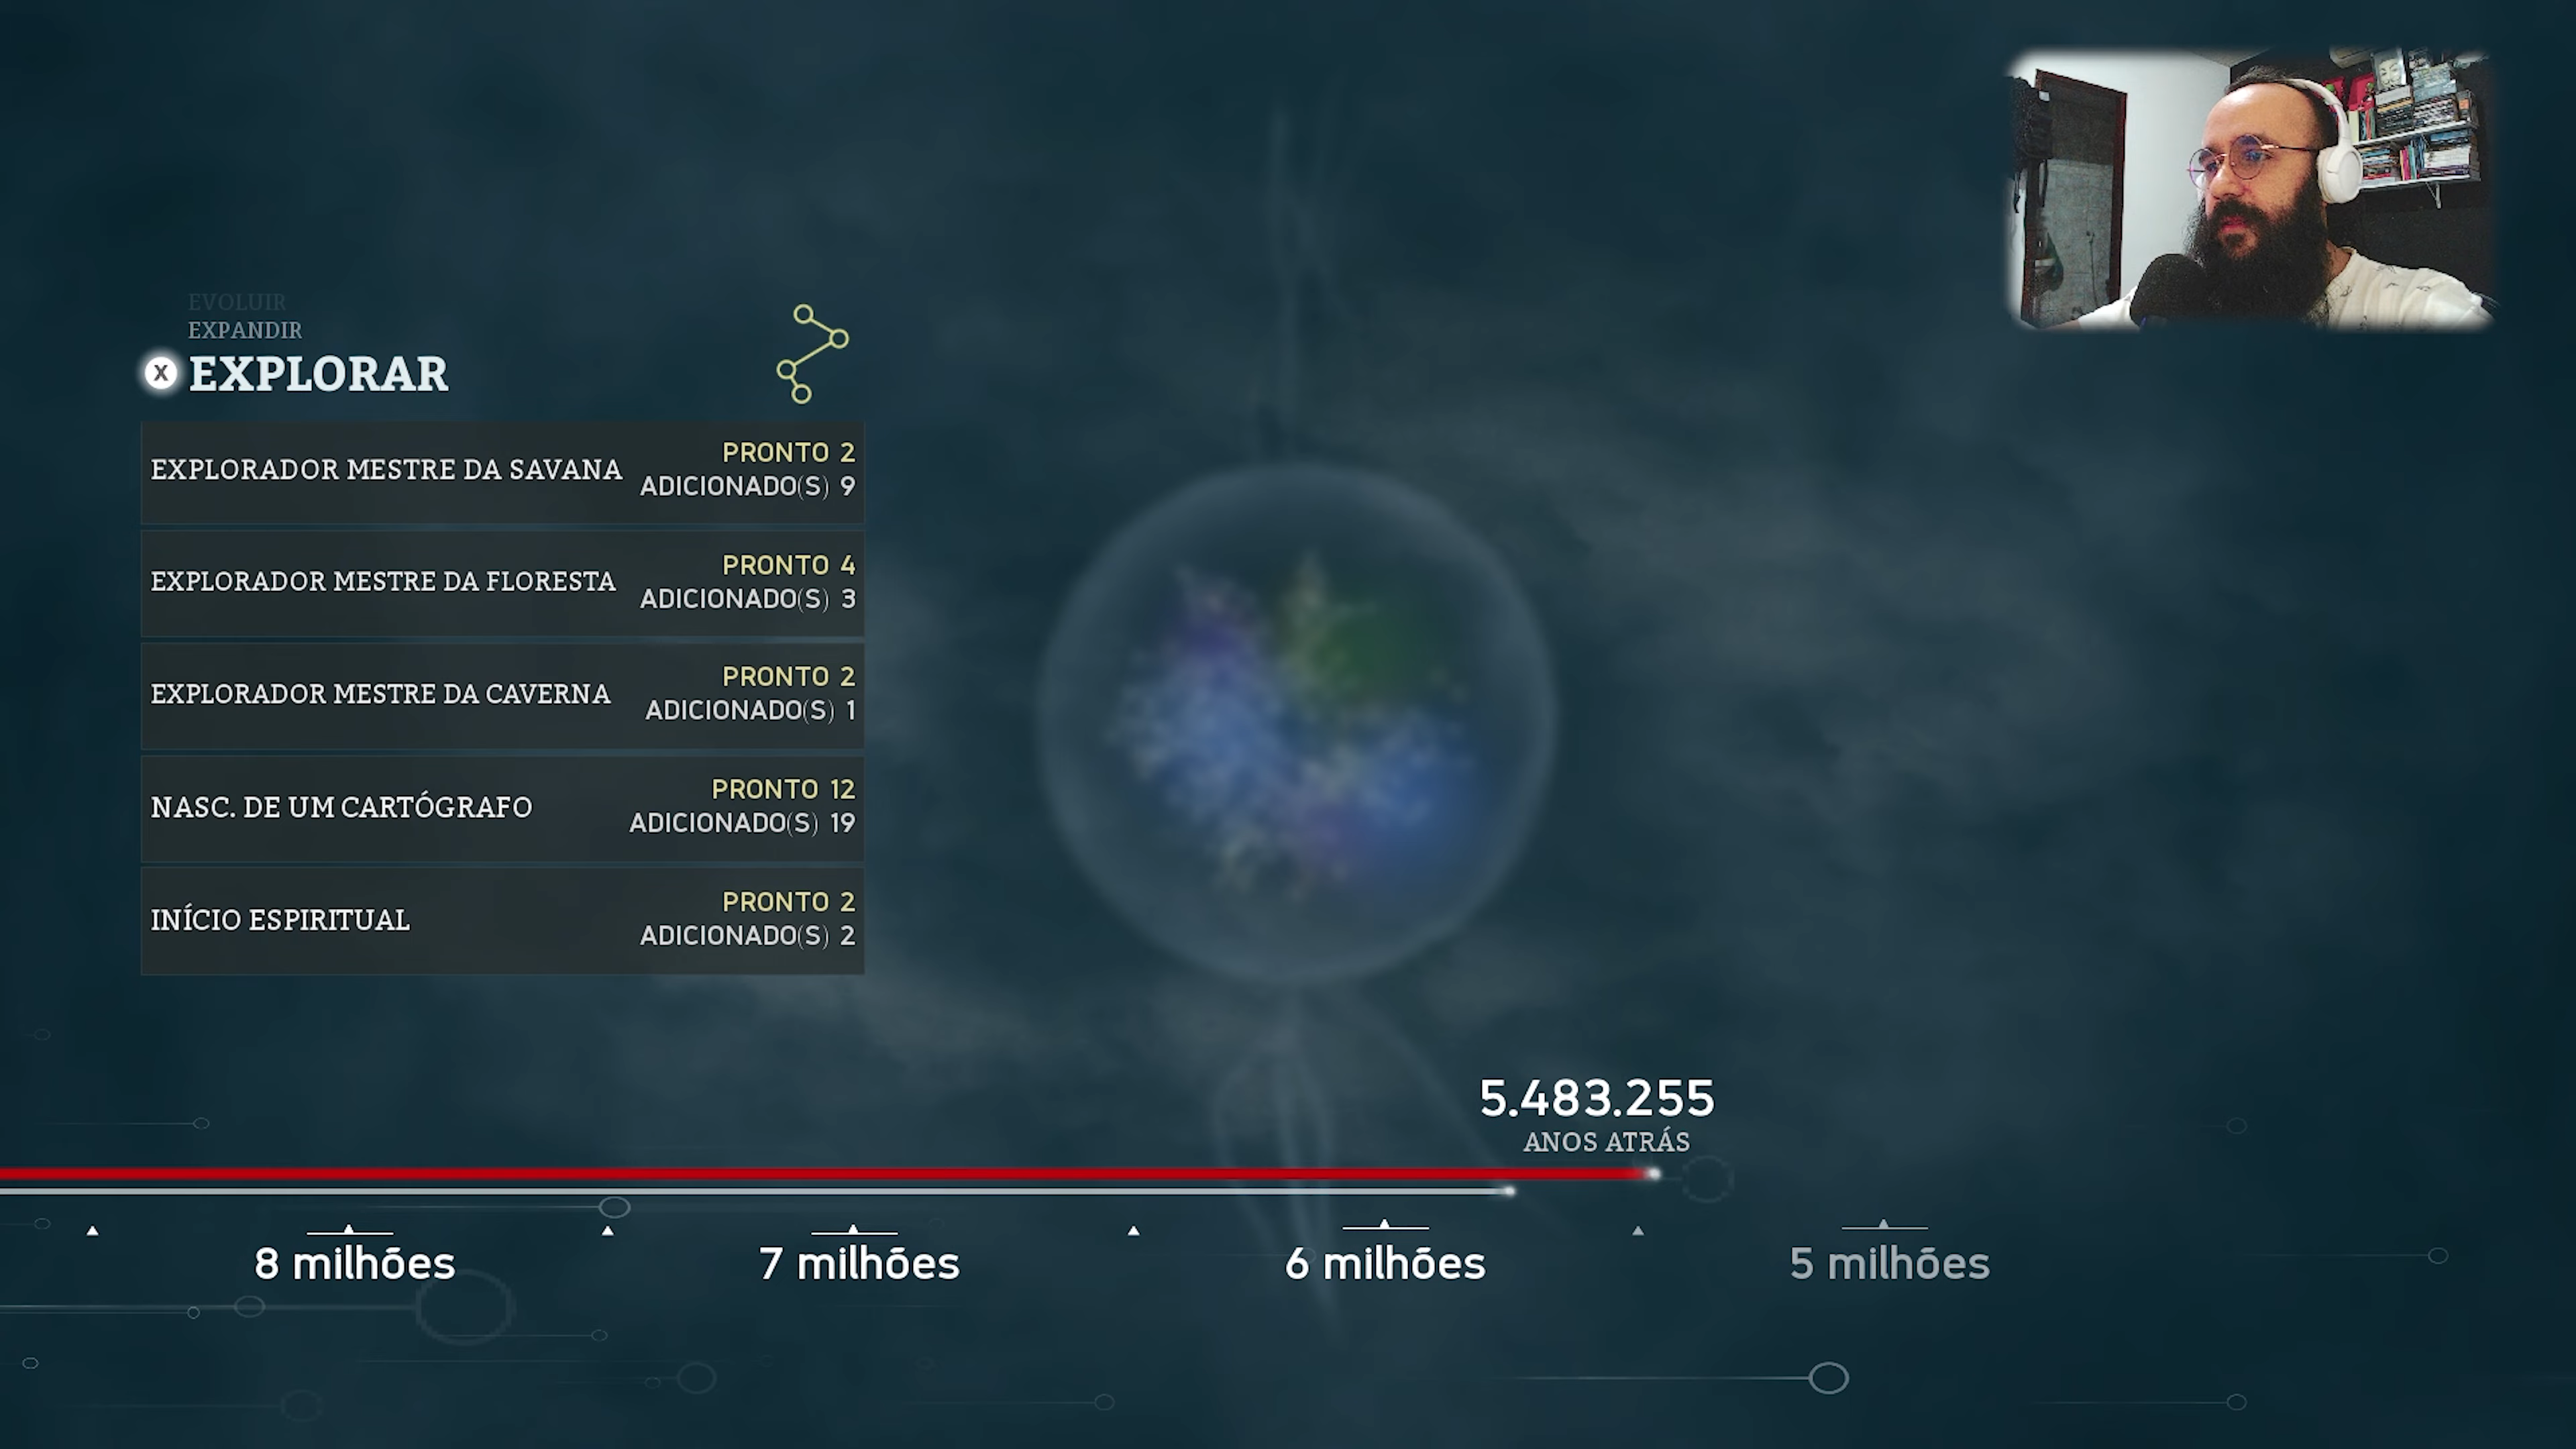 EVOLUIR
EXPANDIR
X EXPLORAR
EXPLORADOR MESTRE DA SAVANA
PRONTO 2
ADICIONADO(S) 9
EXPLORADOR MESTRE DA FLORESTA
PRONTO 4
ADICIONADO(S) 3
EXPLORADOR MESTRE DA CAVERNA
PRONTO 2
ADICIONADO(S) 1
NASC. DE UM CARTÓGRAFO
PRONTO 12
ADICIONADO(S) 19
INÍCIO ESPIRITUAL
PRONTO 2
ADICIONADO(S) 2
5.483.255
ANOS ATRÁS
8 milhões
7 milhões
6 milhões
5 milhões